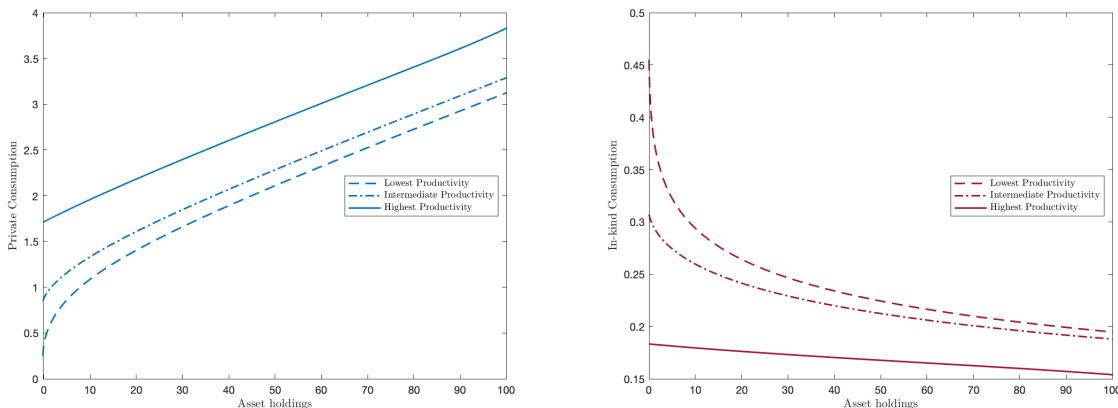 4
3.5
3
2.5
2
1.5
1
0.5
0
Private Consumption
Lowest Productivity
Intermediate Productivity
Highest Productivity
0 10 20 30 40 50 60 70 80 90 100
Asset holdings
0.5
0.45
0.4
0.35
0.3
0.25
0.2
0.15
In-kind Consumption
Lowest Productivity
Intermediate Productivity
Highest Productivity
0 10 20 30 40 50 60 70 80 90 100
Asset holdings